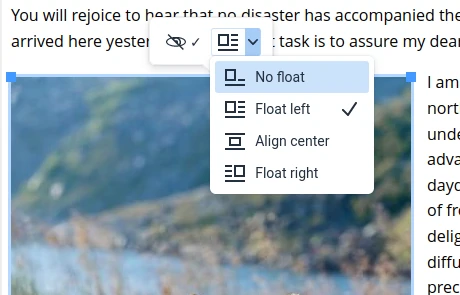 You will rejoice to hear that no disaster has accompanied the
arrived here yester t task is to assure my dear
No float
Float left
Align center
Float right
I am
nort
unde
adva
dayc
of fr
delig
diffu
prec